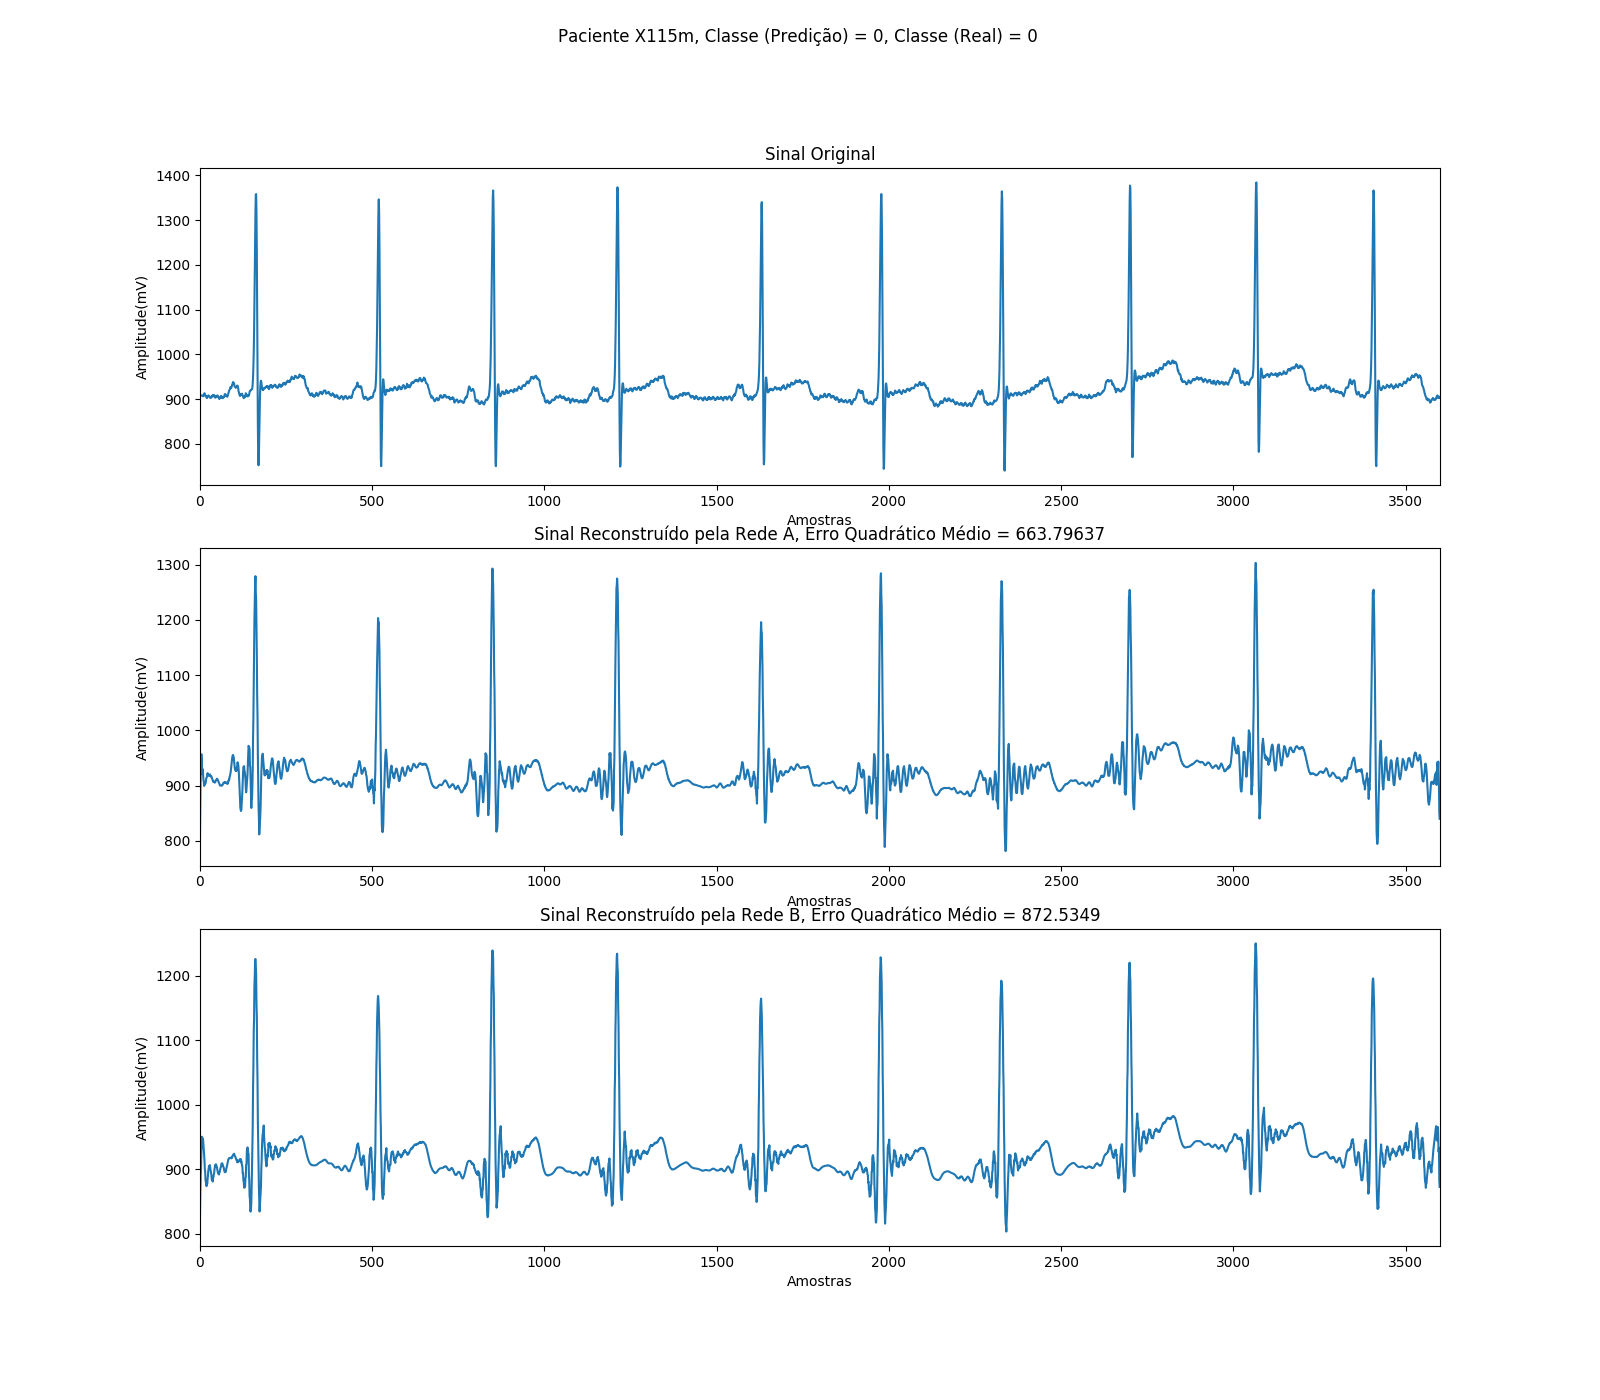 Paciente X115m, Classe (Predição) = 0, Classe (Real) = 0
Sinal Original
1400
1300
1200
1100
1000
900
800
Amplitude(mV)
0 500 1000 1500 2000 2500 3000 3500
Amostras
Sinal Reconstruído pela Rede A, Erro Quadrático Médio = 663.79637
1300
1200
1100
1000
900
800
Amplitude(mV)
0 500 1000 1500 2000 2500 3000 3500
Amostras
Sinal Reconstruído pela Rede B, Erro Quadrático Médio = 872.5349
1200
1100
1000
900
800
Amplitude(mV)
0 500 1000 1500 2000 2500 3000 3500
Amostras